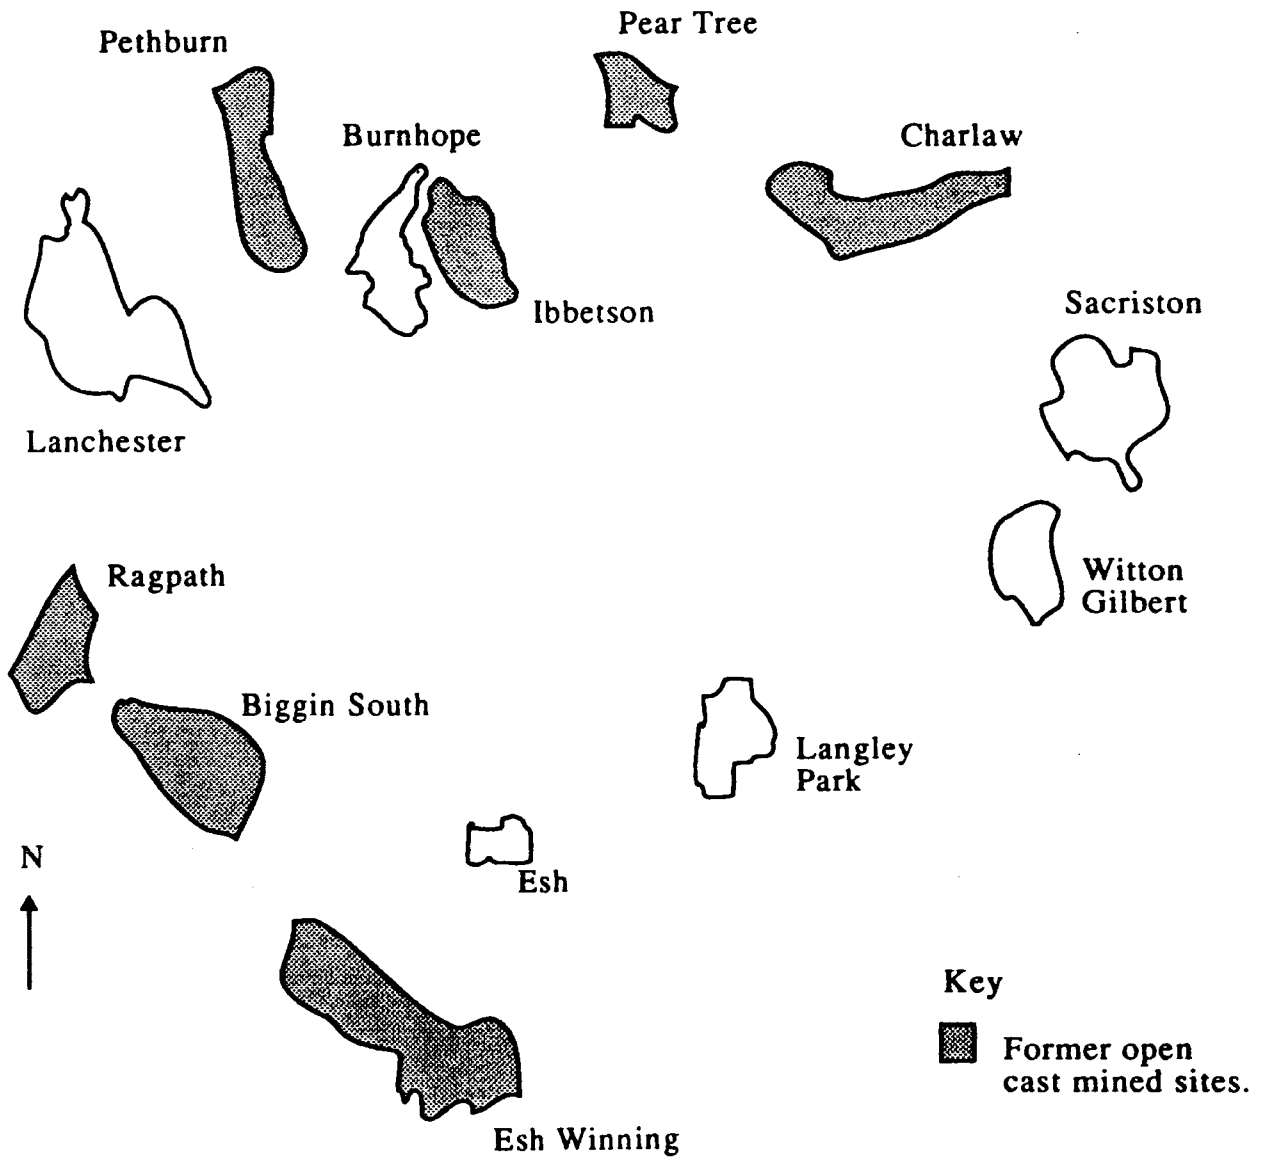 Pear Tree
Pethburn
Burnhope
Charlaw
Ibbetson
Sacriston
Lanchester
Witton
Gilbert
Ragpath
Biggin South
Langley
Park
N
Esh
Key
Former open
cast mined sites.
Esh Winning